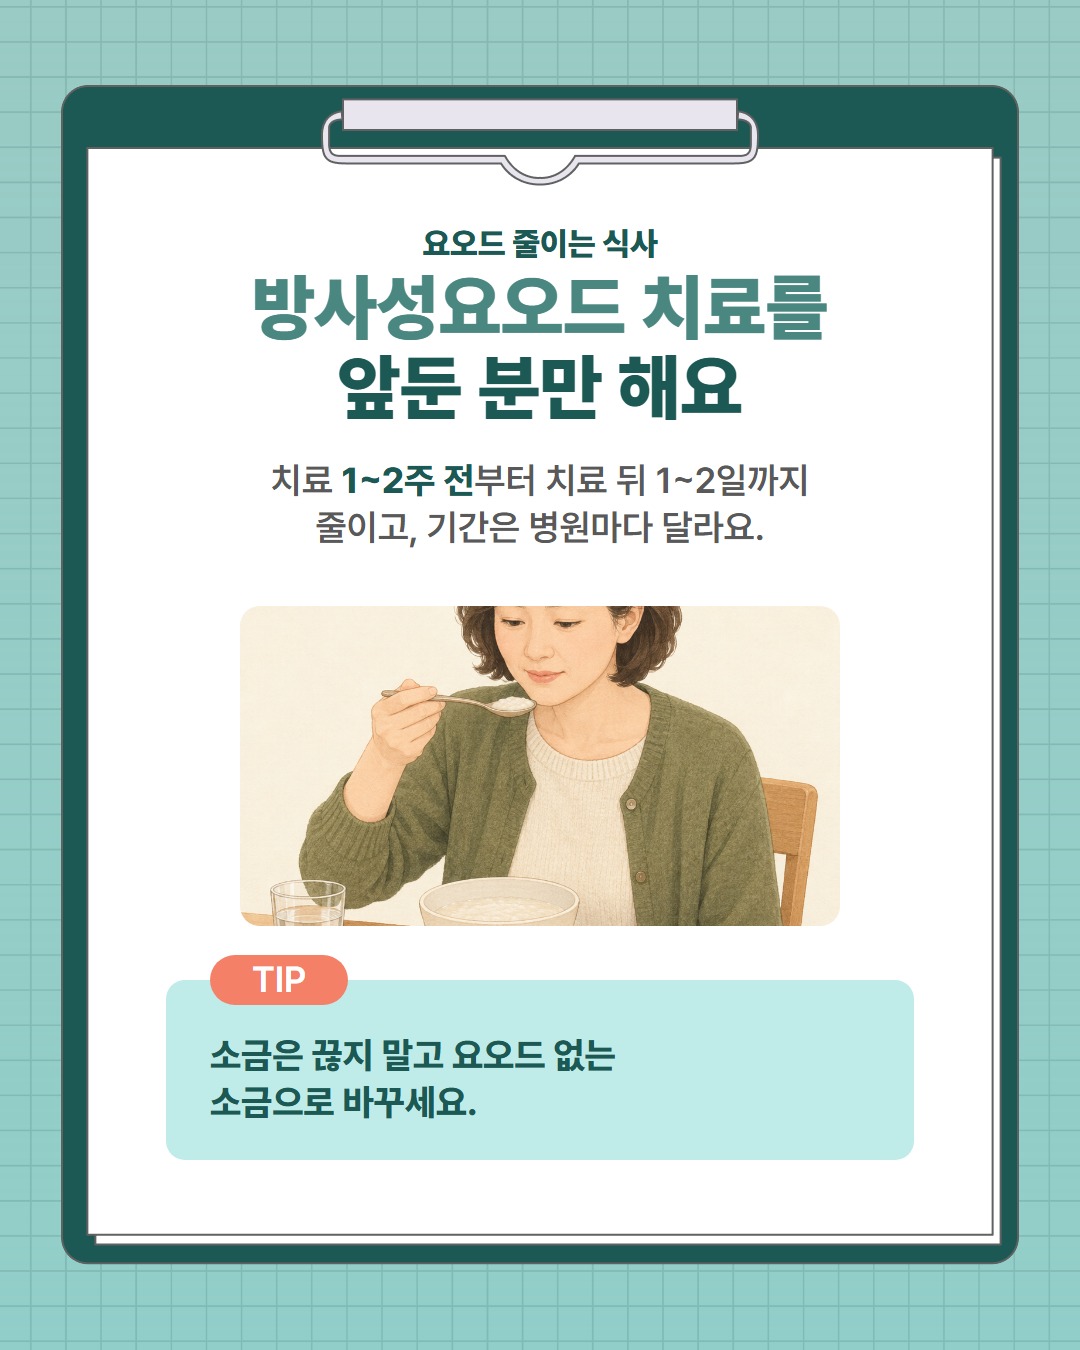 요오드 줄이는 식사
방사성요오드 치료를
앞둔 분만 해요
치료 1~2주 전부터 치료 뒤 1~2일까지
줄이고, 기간은 병원마다 달라요.
TIP
소금은 끊지 말고 요오드 없는
소금으로 바꾸세요.